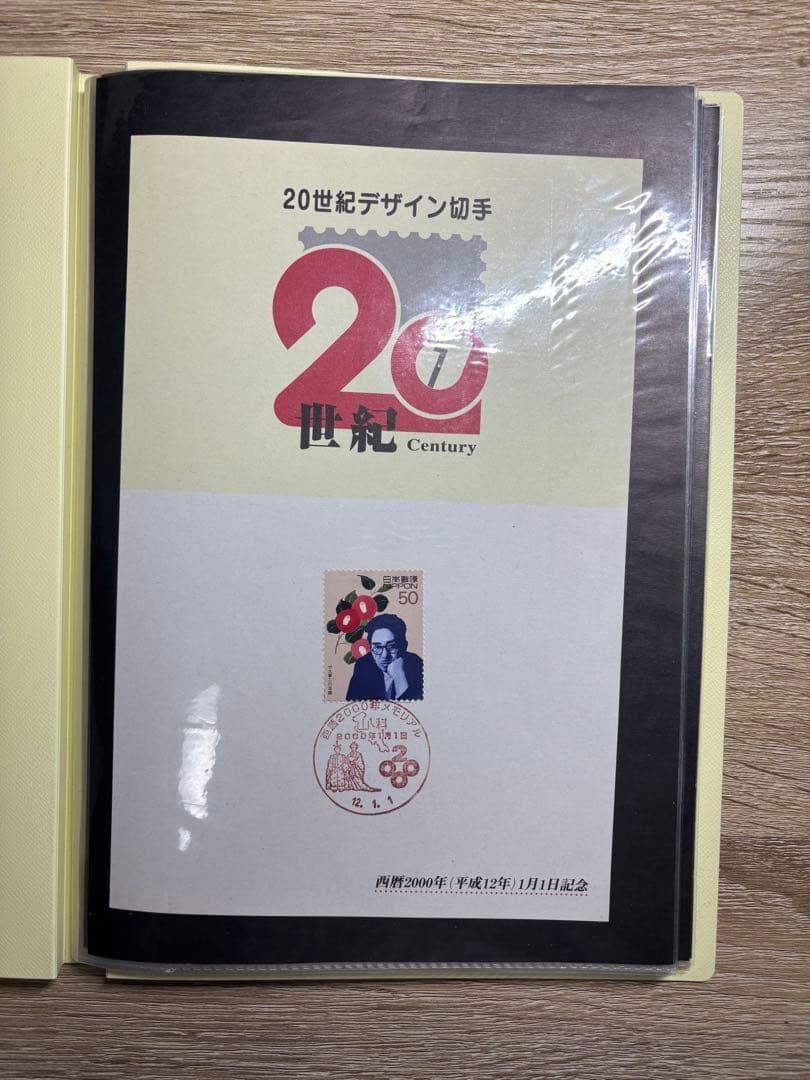 20世紀デザイン切手
20
7
世紀 Century
日本郵便
NIPPON
50
西暦2000年メモリアル
2000年1月1日
12.1.1
西暦2000年(平成12年)1月1日記念